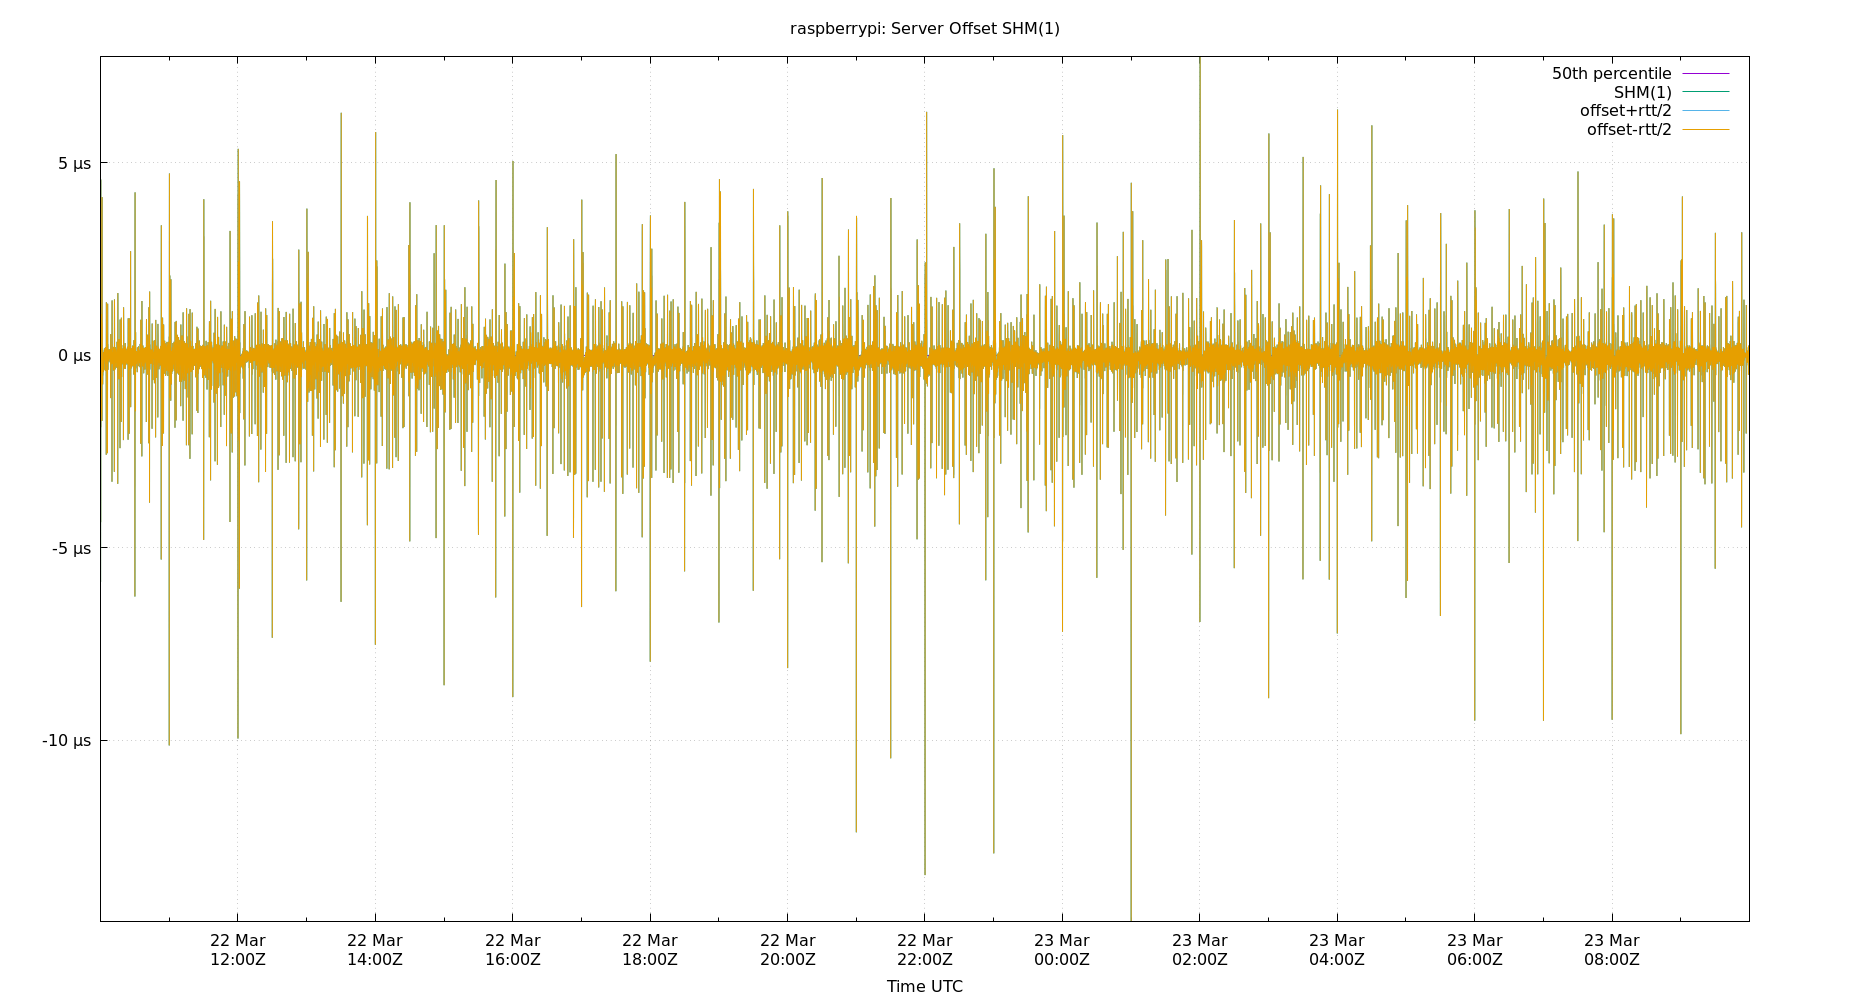 raspberrypi: Server Offset SHM(1)
50th percentile
SHM(1)
offset+rtt/2
offset-rtt/2
5 µs
0 µs
-5 µs
-10 µs
22 Mar 22 Mar 22 Mar 22 Mar 22 Mar 22 Mar 23 Mar 23 Mar 23 Mar 23 Mar 23 Mar
12:00Z 14:00Z 16:00Z 18:00Z 20:00Z 22:00Z 00:00Z 02:00Z 04:00Z 06:00Z 08:00Z
Time UTC